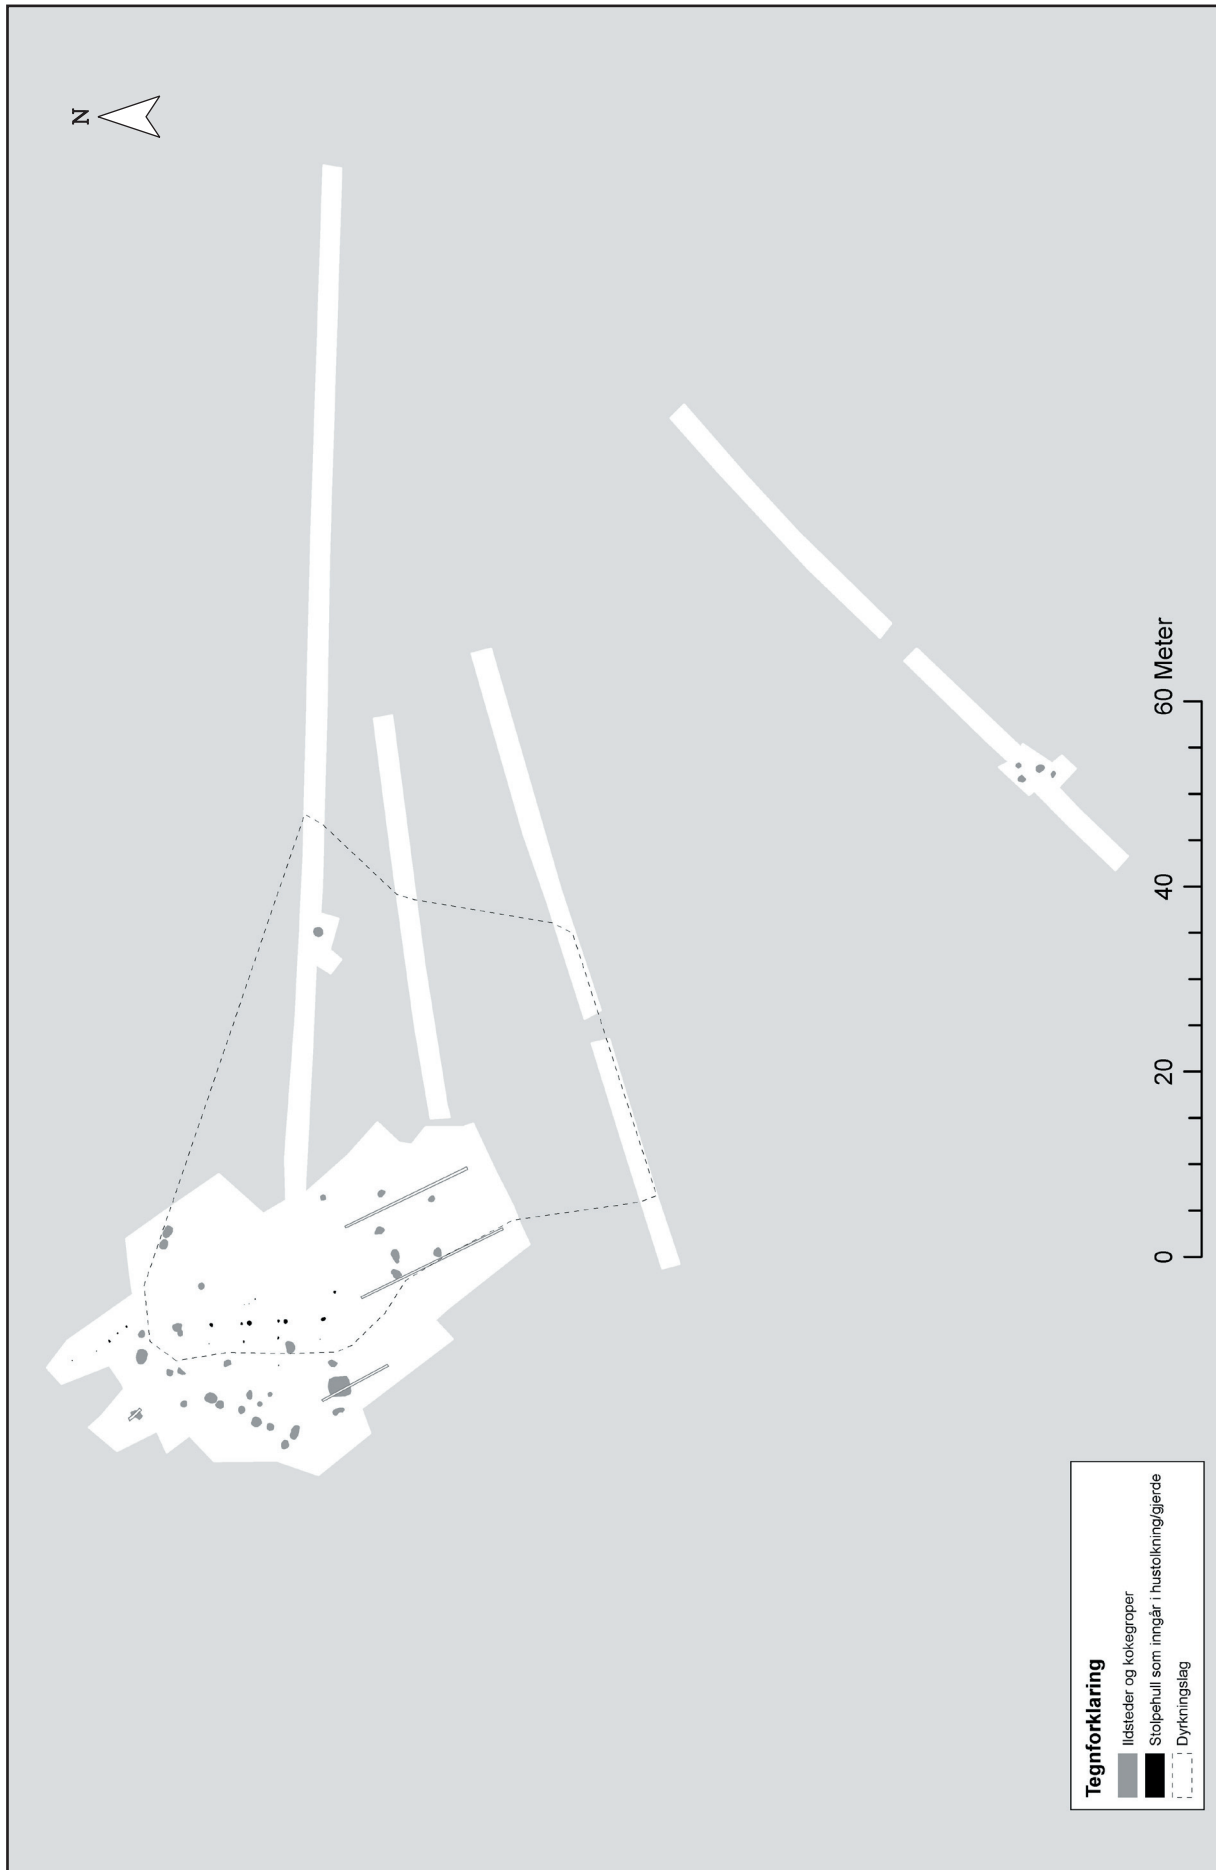 N
0 20 40 60 Meter
Tegnforklaring
Ildsteder og kokegroper
Stolpehull som inngår i hustolkning/gjerde
Dyrkningslag